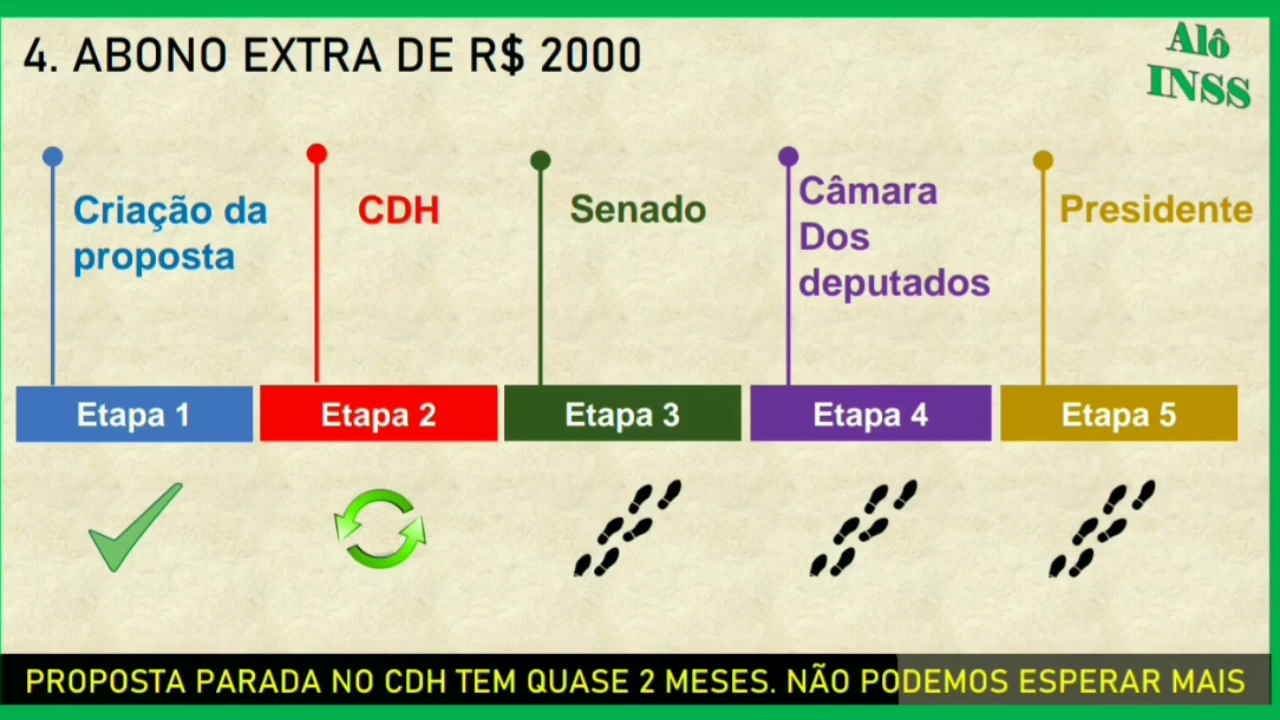 4. ABONO EXTRA DE R$ 2000
Alô
INSS
Criação da
proposta
CDH
Senado
Câmara
Dos
deputados
Presidente
Etapa 1
Etapa 2
Etapa 3
Etapa 4
Etapa 5
PROPOSTA PARADA NO CDH TEM QUASE 2 MESES. NÃO PODEMOS ESPERAR MAIS